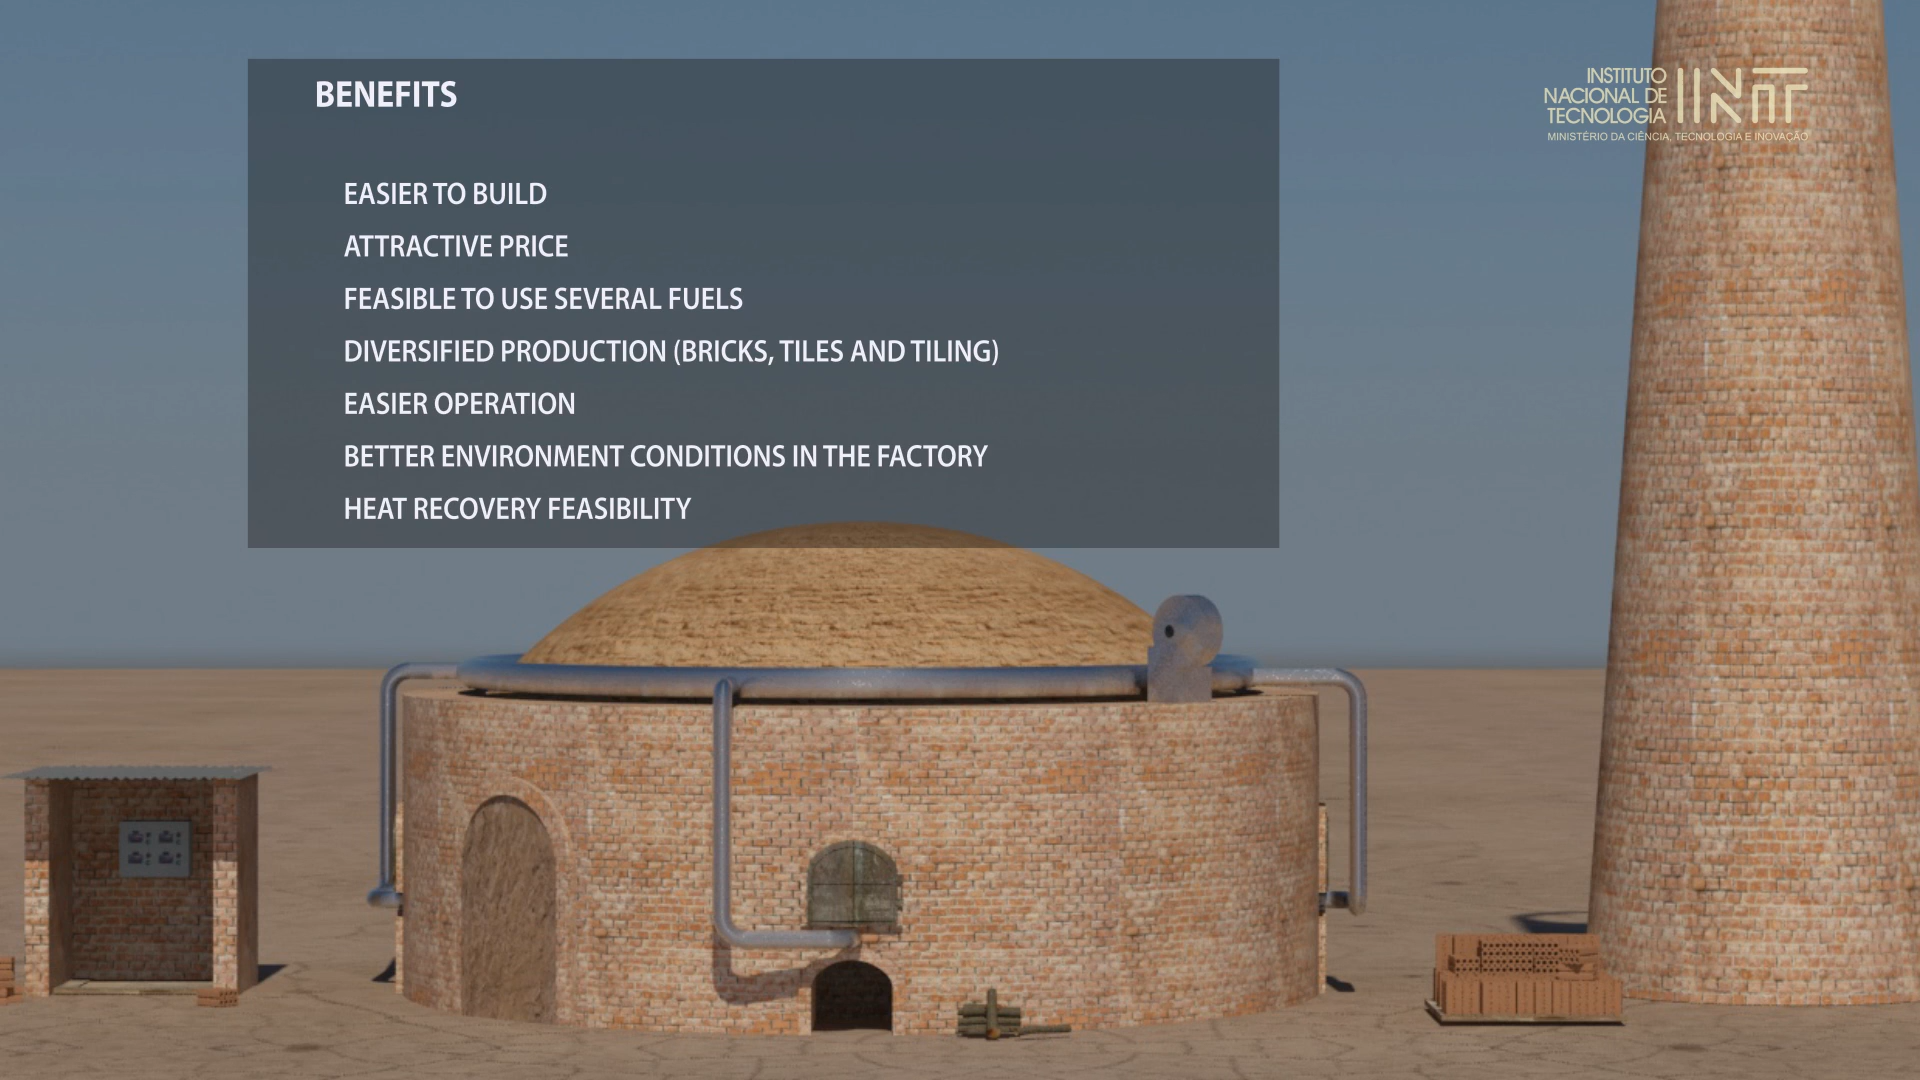 BENEFITS
EASIER TO BUILD
ATTRACTIVE PRICE
FEASIBLE TO USE SEVERAL FUELS
DIVERSIFIED PRODUCTION (BRICKS, TILES AND TILING)
EASIER OPERATION
BETTER ENVIRONMENT CONDITIONS IN THE FACTORY
HEAT RECOVERY FEASIBILITY
INSTITUTO
NACIONAL DE
TECNOLOGIA
INT
MINISTÉRIO DA CIÊNCIA, TECNOLOGIA E INOVAÇÃO